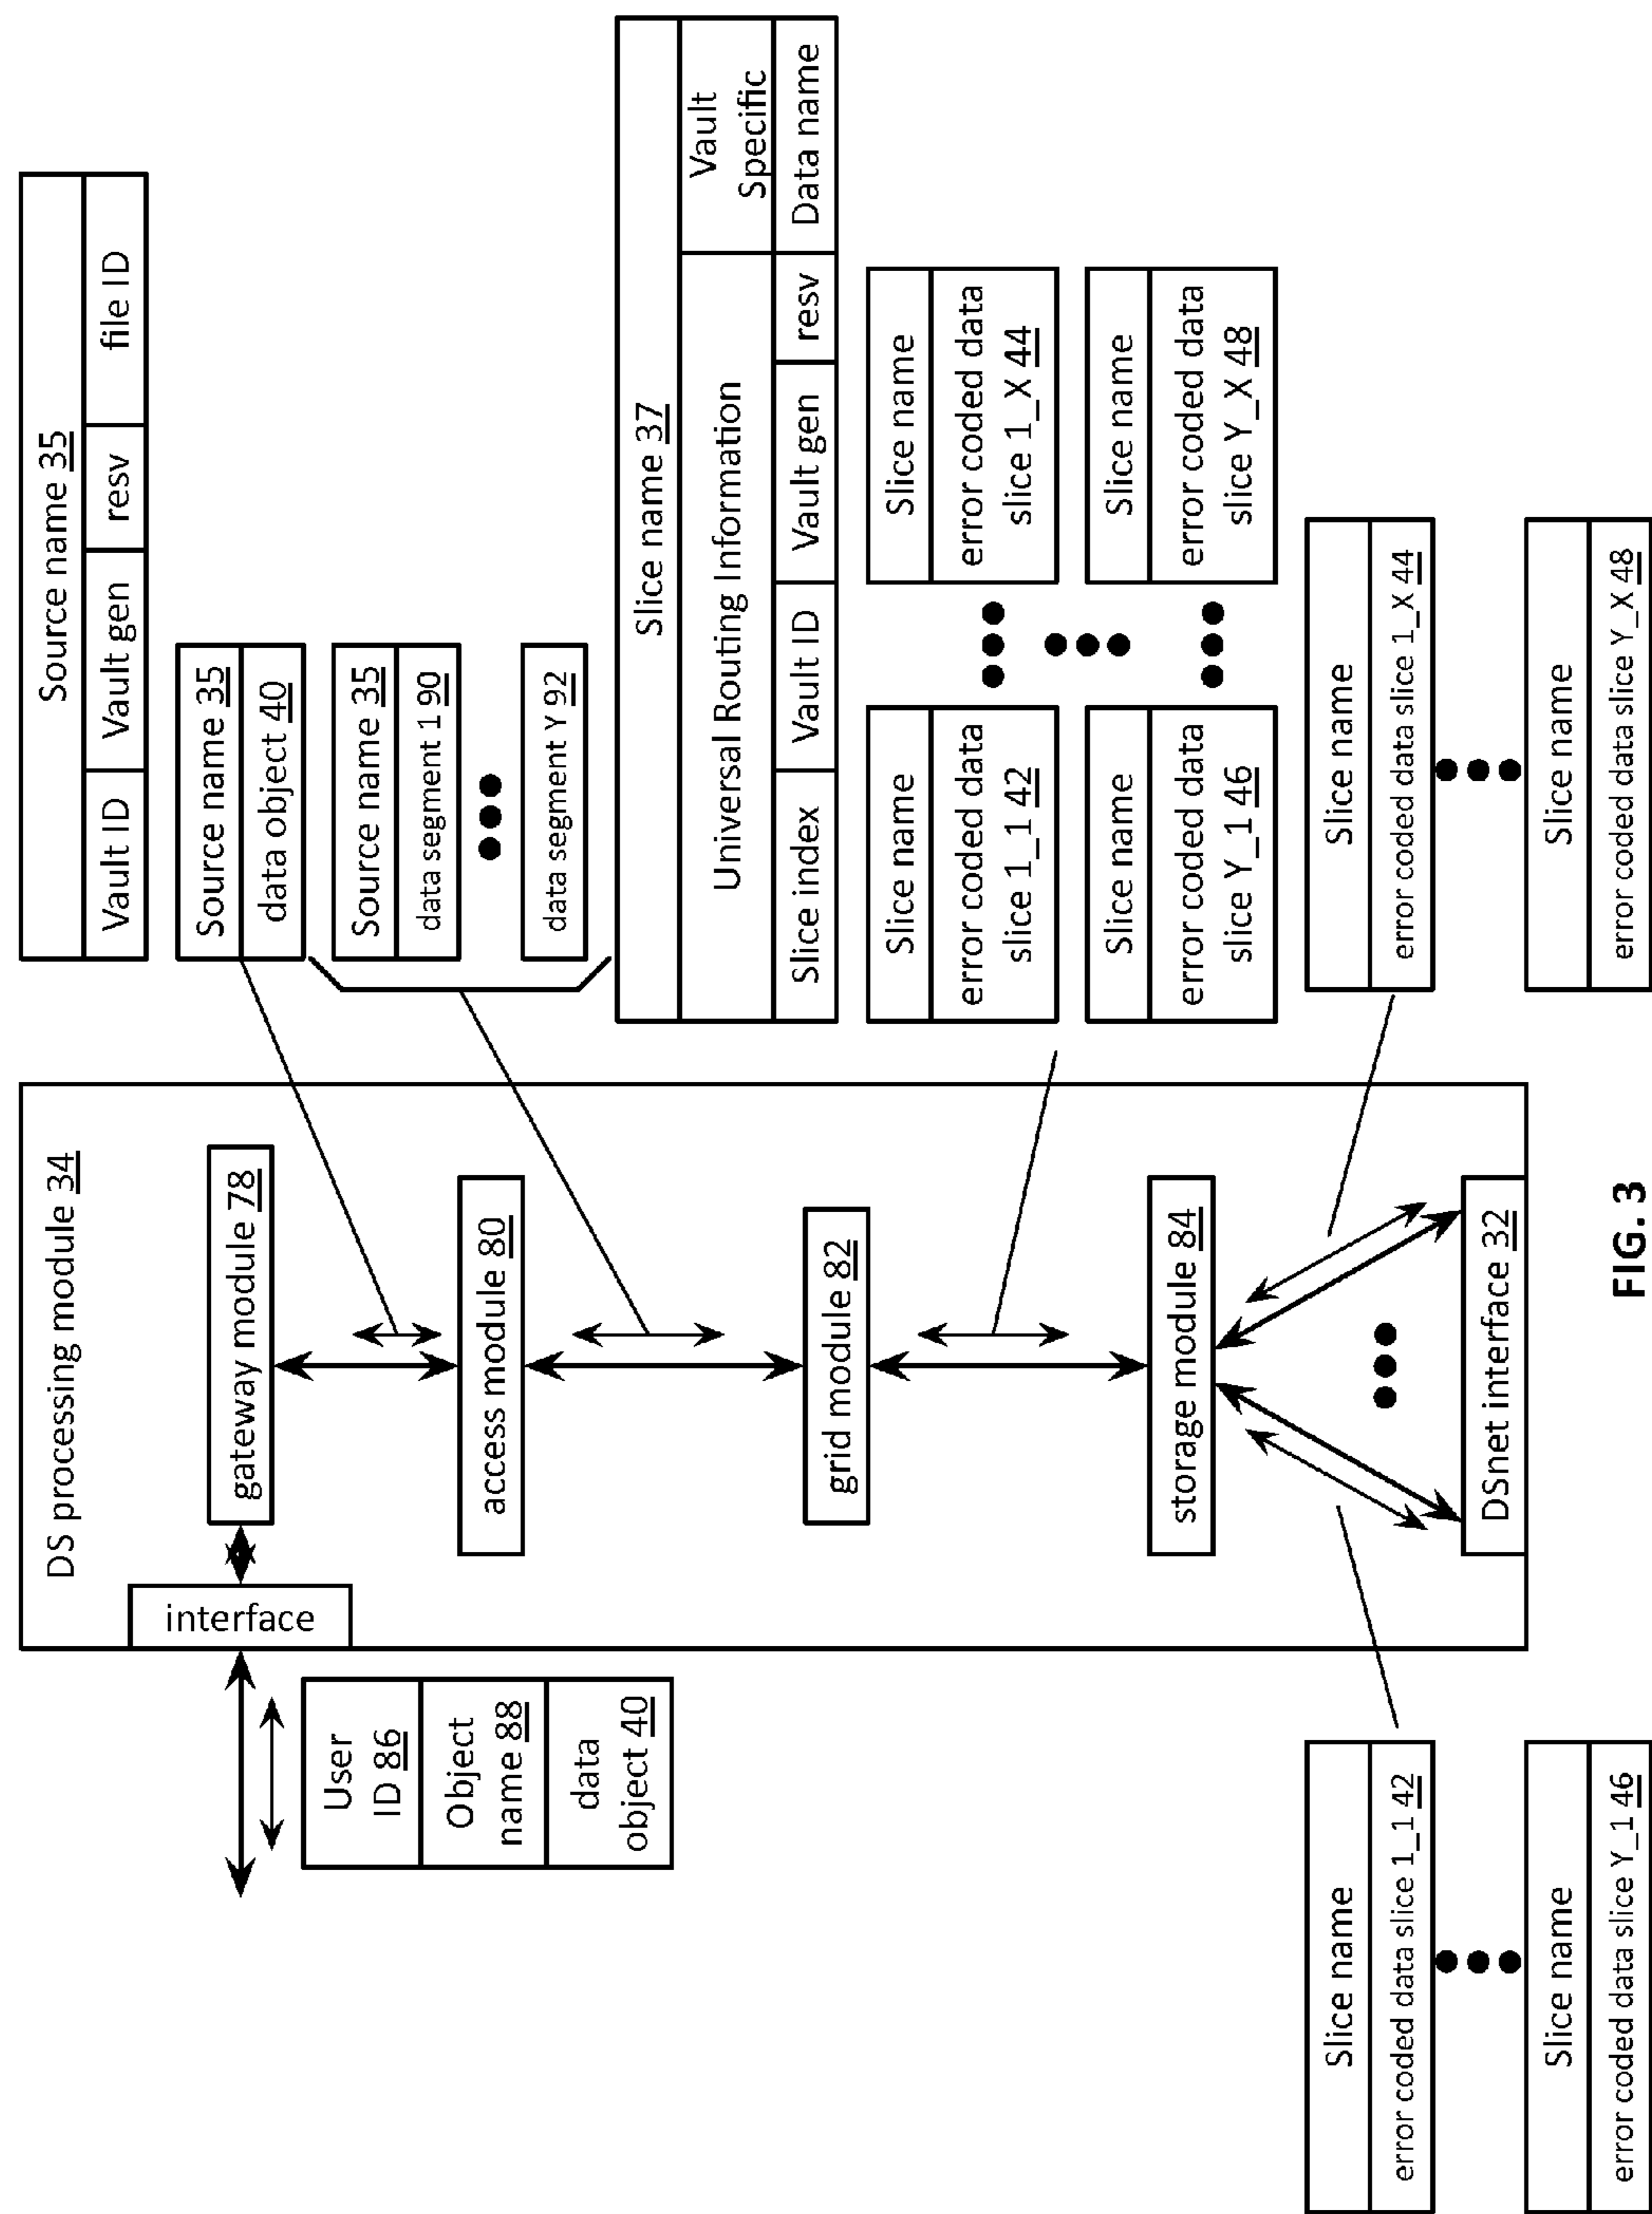 DS processing module 34
interface
gateway module 78
access module 80
grid module 82
storage module 84
DSnet interface 32
User
ID 86
Object
name 88
data
object 40
Source name 35
Vault ID
Vault gen
resv
file ID
Source name 35
data object 40
Source name 35
data segment 1 90
data segment Y 92
Slice name 37
Universal Routing Information
Vault
Specific
Slice index
Vault ID
Vault gen
resv
Data name
Slice name
error coded data
slice 1_1 42
Slice name
error coded data
slice 1_X 44
Slice name
error coded data
slice Y_1 46
Slice name
error coded data
slice Y_X 48
Slice name
error coded data slice 1_1 42
Slice name
error coded data slice Y_1 46
Slice name
error coded data slice 1_X 44
Slice name
error coded data slice Y_X 48
FIG. 3